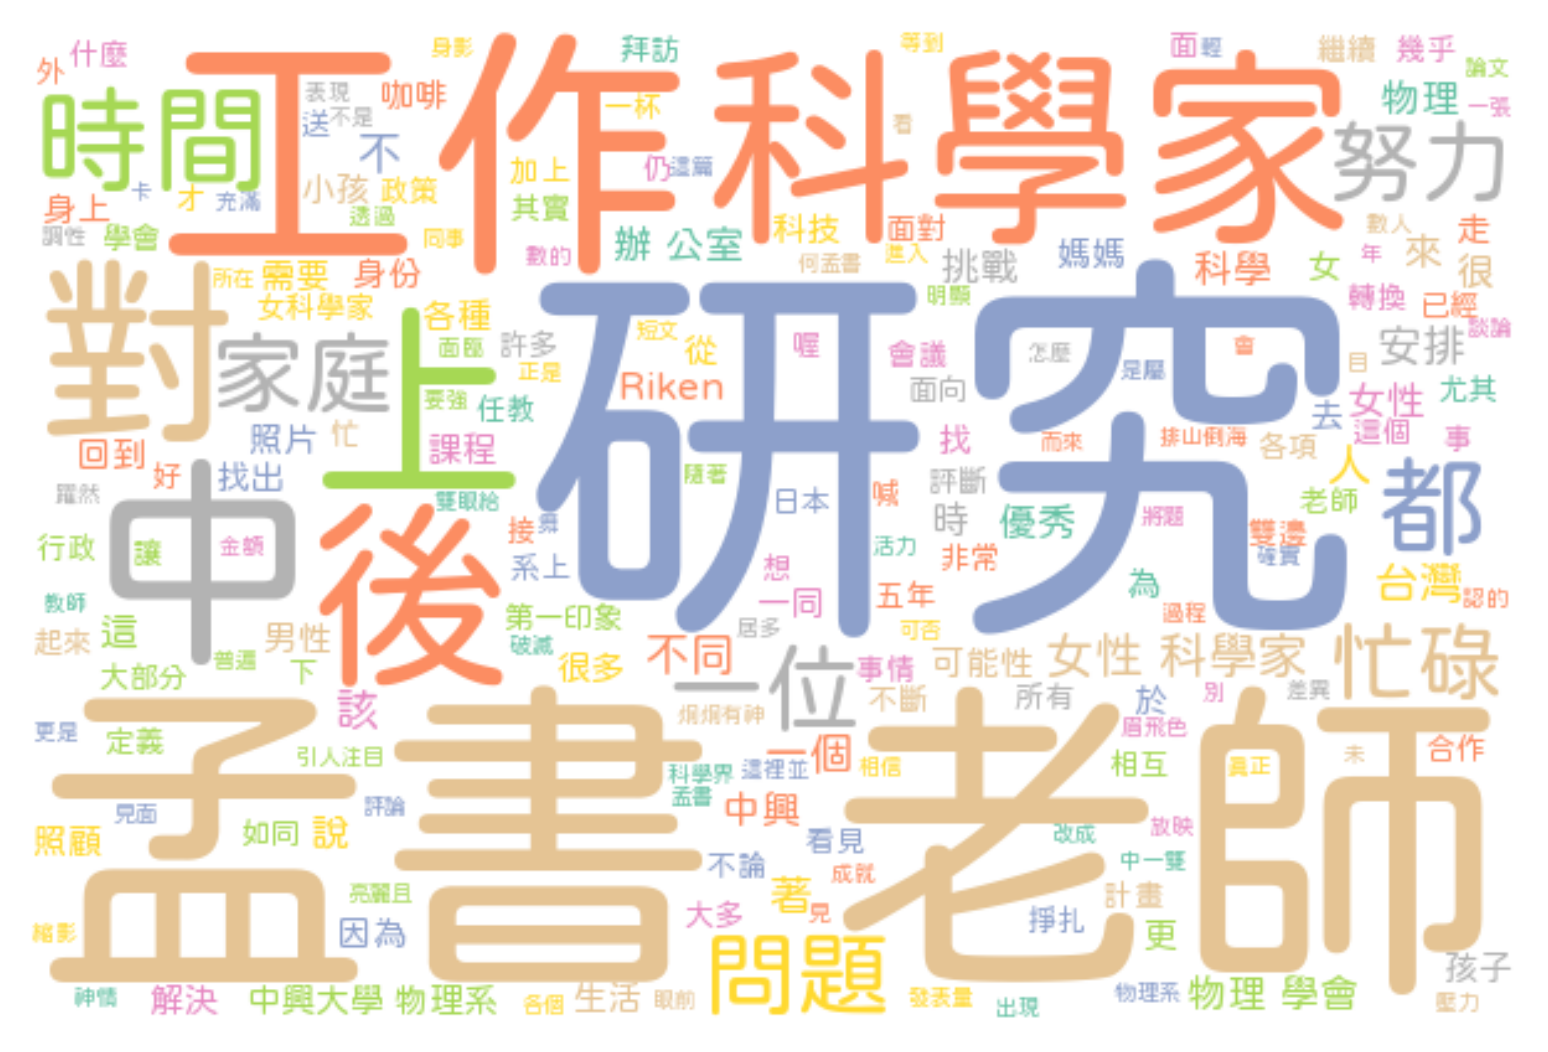 什麼
身影
拜訪
等到
面
輕
繼續
幾乎
外
工作
科學家
論文
時間
表現
咖啡
一杯
物理
一張
送
不是
不
看
努力
加上
仍
這篇
卡
才
充滿
小孩
政策
其實
身上
透過
科技
面對
數人
走
調性
學會
同事
數的
辦 公室
何孟書
進入
挑戰
媽媽
科學
女
年
來
很
對
所在
需要
身份
女科學家
各種
研究
明顯
轉換
已經
談論
家庭
上
面臨
許多
短文
從
喔
會議
怎麼
會
目
安排
正是
是屬
Riken
面向
要強
任教
女性
尤其
照片
忙
課程
找
而來
排山倒海
各項
去
這個
事
回到
好
找出
隨著
評斷
人
都
躍然
中
雙眼給
日本
喊
時
優秀
將題
老師
後
接
行政
讓
金額
系上
活力
非常
雙邊
確實
想
為
台灣
教師
第一印象
一同
五年
過程
認的
起來
這
男性
破滅
居多
可否
大部分
普遍
下
很多
不同
一位
事情
可能性
女性 科學家
忙碌
該
炯炯有神
不斷
所有
於
別
差異
更是
孟書
老師
定義
引人注目
一個
眉飛色
未
合作
科學界
這裡並
相信
相互
真正
孟書
見面
評論
中興
照顧
如同
說
看見
改成
放映
不論
成就
中一雙
亮麗且
著
見
計畫
縮影
因為
大多
掙扎
更
問題
孩子
神情
解決
中興大學 物理系
各個
生活
眼前
發表量
出現
物理系
物理 學會
壓力